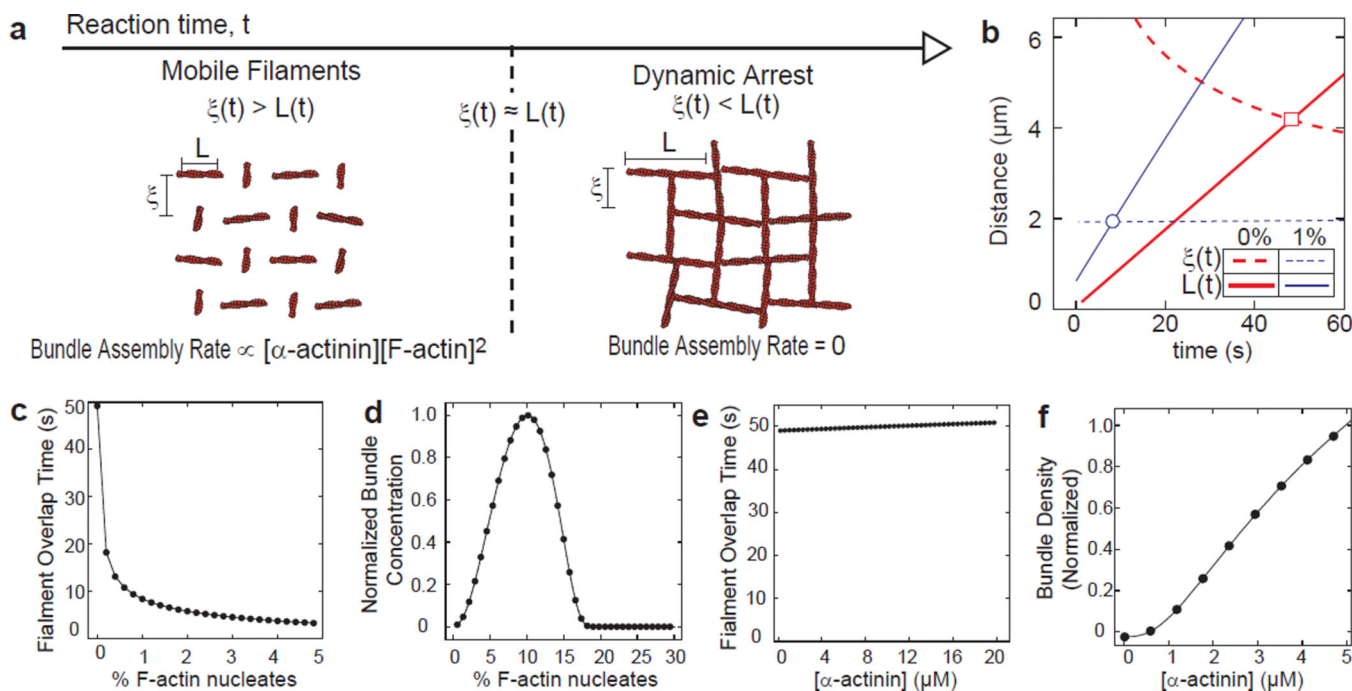 a
Reaction time, t
Mobile Filaments
ξ(t) > L(t)
ξ(t) ≈ L(t)
Dynamic Arrest
ξ(t) < L(t)
L
ξ
L
ξ
Bundle Assembly Rate ∝ [α-actinin][F-actin]²
Bundle Assembly Rate = 0
b
Distance (µm)
6
4
2
0
0% 1%
ξ(t)
L(t)
0 20 40 60
time (s)
c
Fialment Overlap Time (s)
50
40
30
20
10
0
0 1 2 3 4 5
% F-actin nucleates
d
Normalized Bundle
Concentration
1.0
0.8
0.6
0.4
0.2
0
0 5 10 15 20 25 30
% F-actin nucleates
e
Fialment Overlap Time (s)
50
40
30
20
10
0
0 4 8 12 16 20
[α-actinin] (µM)
f
Bundle Density
(Normalized)
1.0
0.8
0.6
0.4
0.2
0
0 1 2 3 4 5
[α-actinin] (µM)